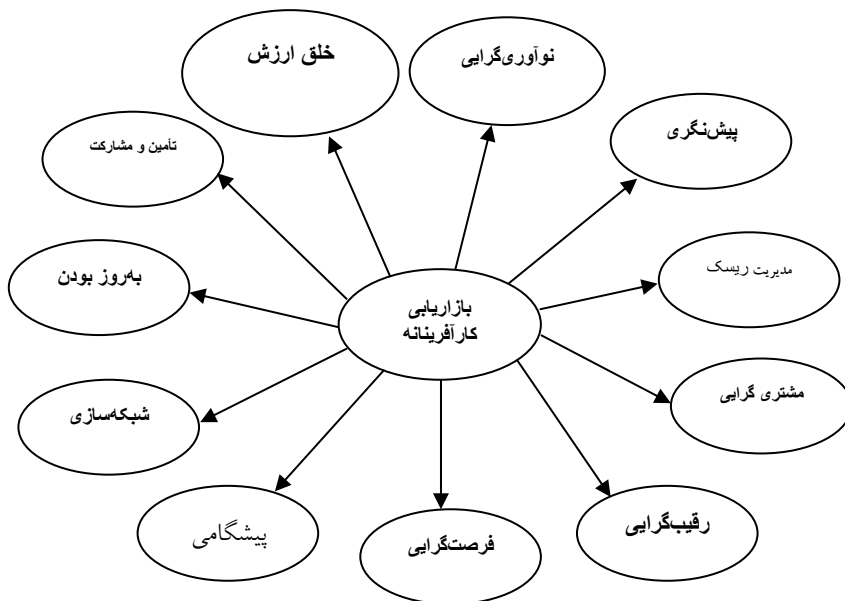 خلق ارزش
نوآوری‌گرایی
پیش‌نگری
تأمین و مشارکت
مدیریت ریسک
به‌روز بودن
بازاریابی
کارآفرینانه
مشتری گرایی
شبکه‌سازی
رقیب‌گرایی
پیشگامی
فرصت‌گرایی